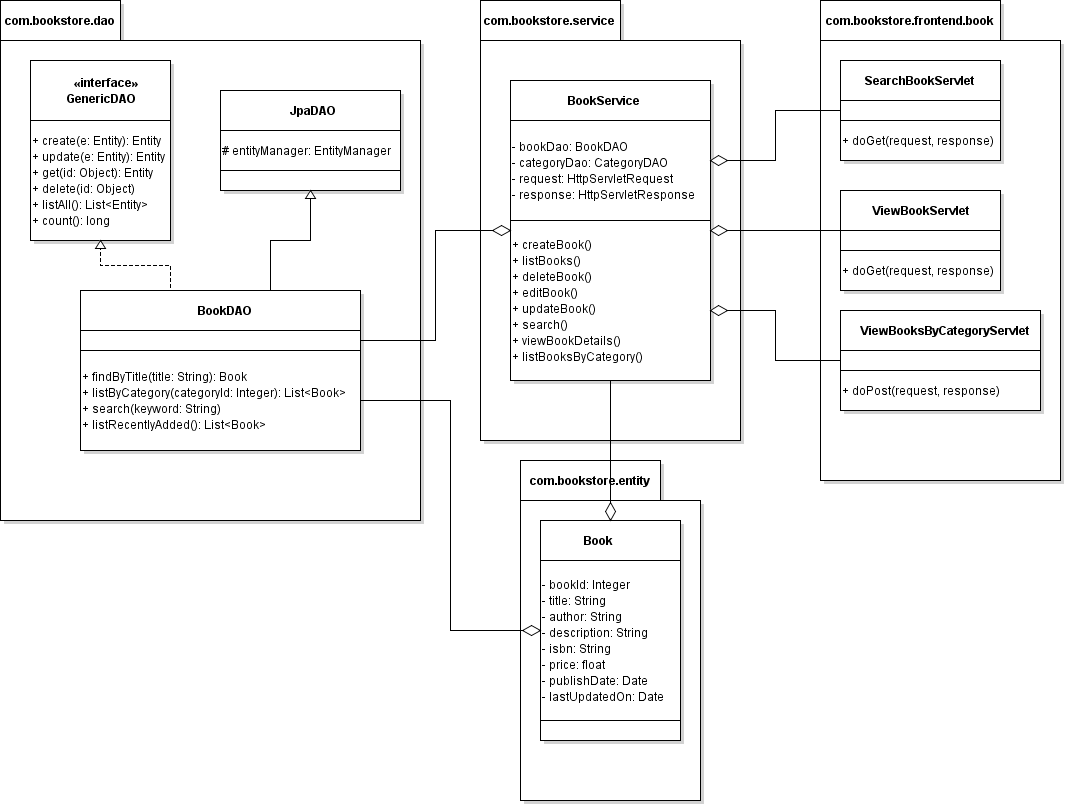 com.bookstore.dao
«interface»
GenericDAO
+ create(e: Entity): Entity
+ update(e: Entity): Entity
+ get(id: Object): Entity
+ delete(id: Object)
+ listAll(): List<Entity>
+ count(): long
JpaDAO
# entityManager: EntityManager
BookDAO
+ findByTitle(title: String): Book
+ listByCategory(categoryId: Integer): List<Book>
+ search(keyword: String)
+ listRecentlyAdded(): List<Book>
com.bookstore.service
BookService
- bookDao: BookDAO
- categoryDao: CategoryDAO
- request: HttpServletRequest
- response: HttpServletResponse
+ createBook()
+ listBooks()
+ deleteBook()
+ editBook()
+ updateBook()
+ search()
+ viewBookDetails()
+ listBooksByCategory()
com.bookstore.frontend.book
SearchBookServlet
+ doGet(request, response)
ViewBookServlet
+ doGet(request, response)
ViewBooksByCategoryServlet
+ doPost(request, response)
com.bookstore.entity
Book
- bookId: Integer
- title: String
- author: String
- description: String
- isbn: String
- price: float
- publishDate: Date
- lastUpdatedOn: Date